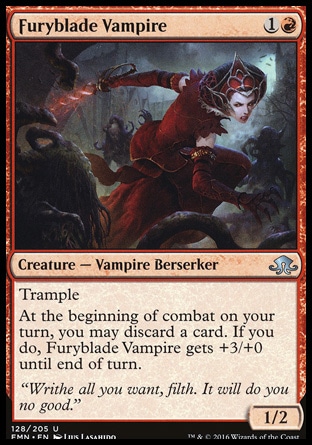 Furyblade Vampire 1
Creature — Vampire Berserker
Trample
At the beginning of combat on your
turn, you may discard a card. If you
do, Furyblade Vampire gets +3/+0
until end of turn.
“Writhe all you want, filth. It will do you
no good.”
1/2
128/205 U
EMN • EN Luis Lasahido
™ & © 2016 Wizards of the Coast